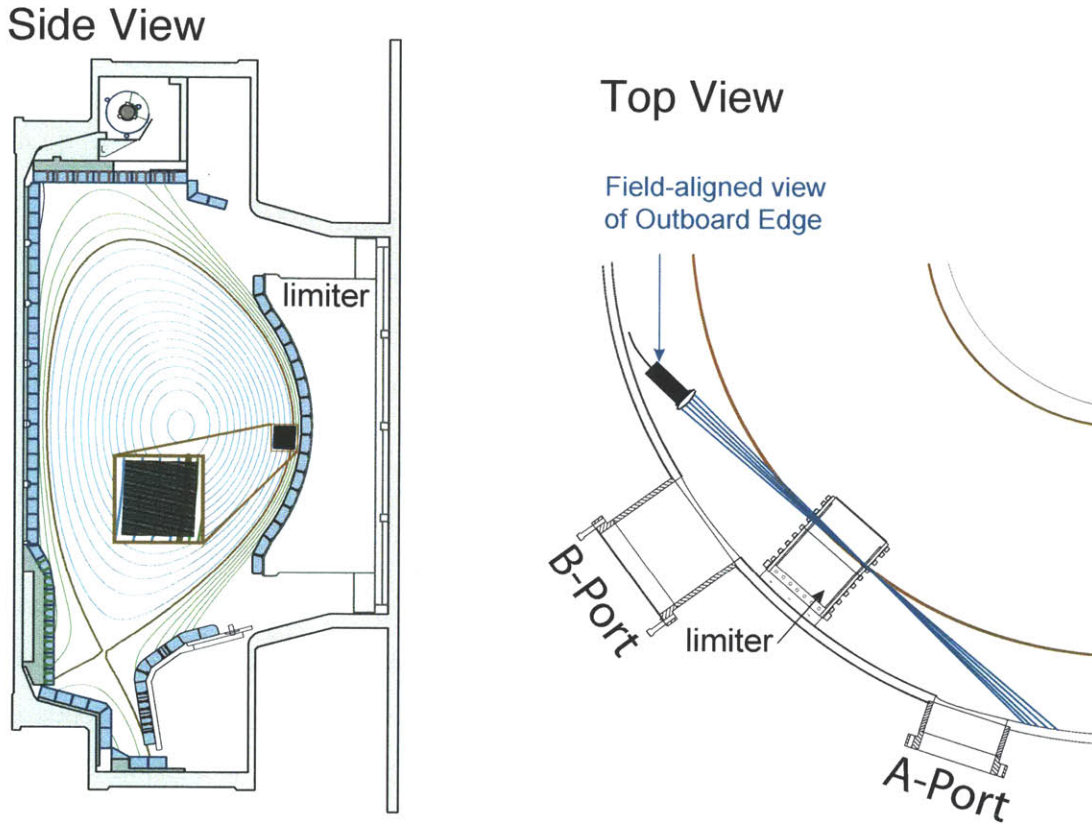 Side View
limiter
Top View
Field-aligned view
of Outboard Edge
B-Port
limiter
A-Port